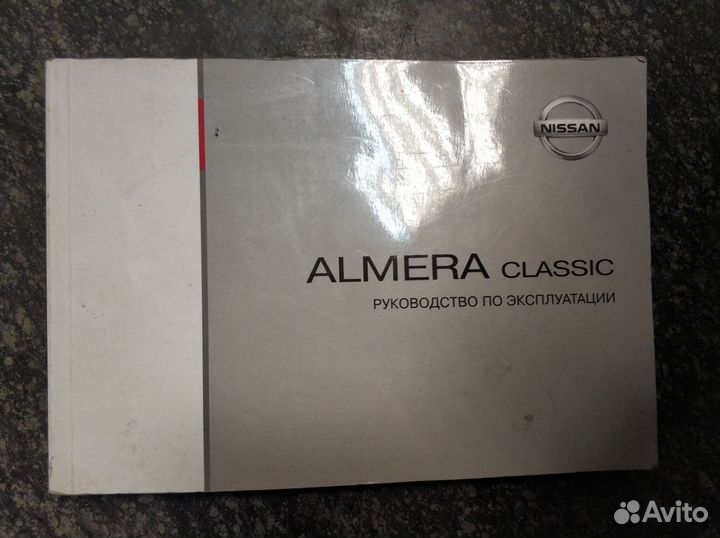 NISSAN
ALMERA CLASSIC
РУКОВОДСТВО ПО ЭКСПЛУАТАЦИИ
Avito